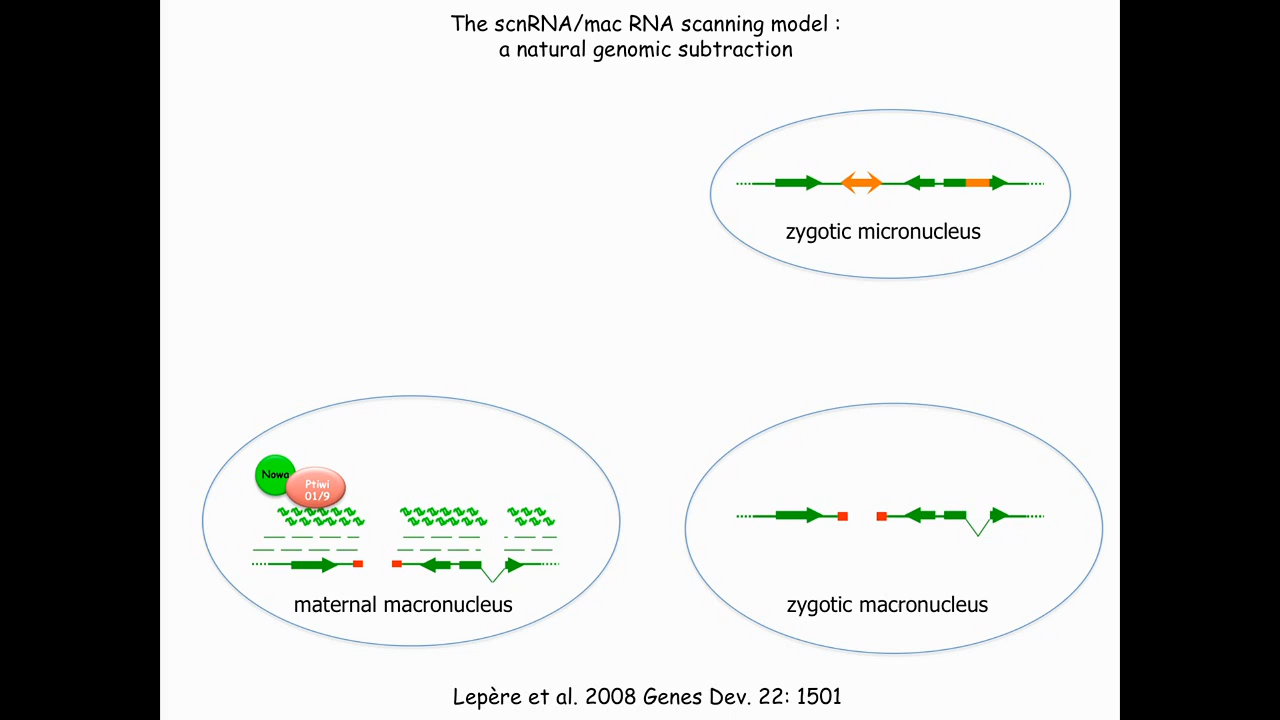 The scnRNA/mac RNA scanning model :
a natural genomic subtraction
zygotic micronucleus
Nowa
Ptiwi
01/9
maternal macronucleus
zygotic macronucleus
Lepère et al. 2008 Genes Dev. 22: 1501